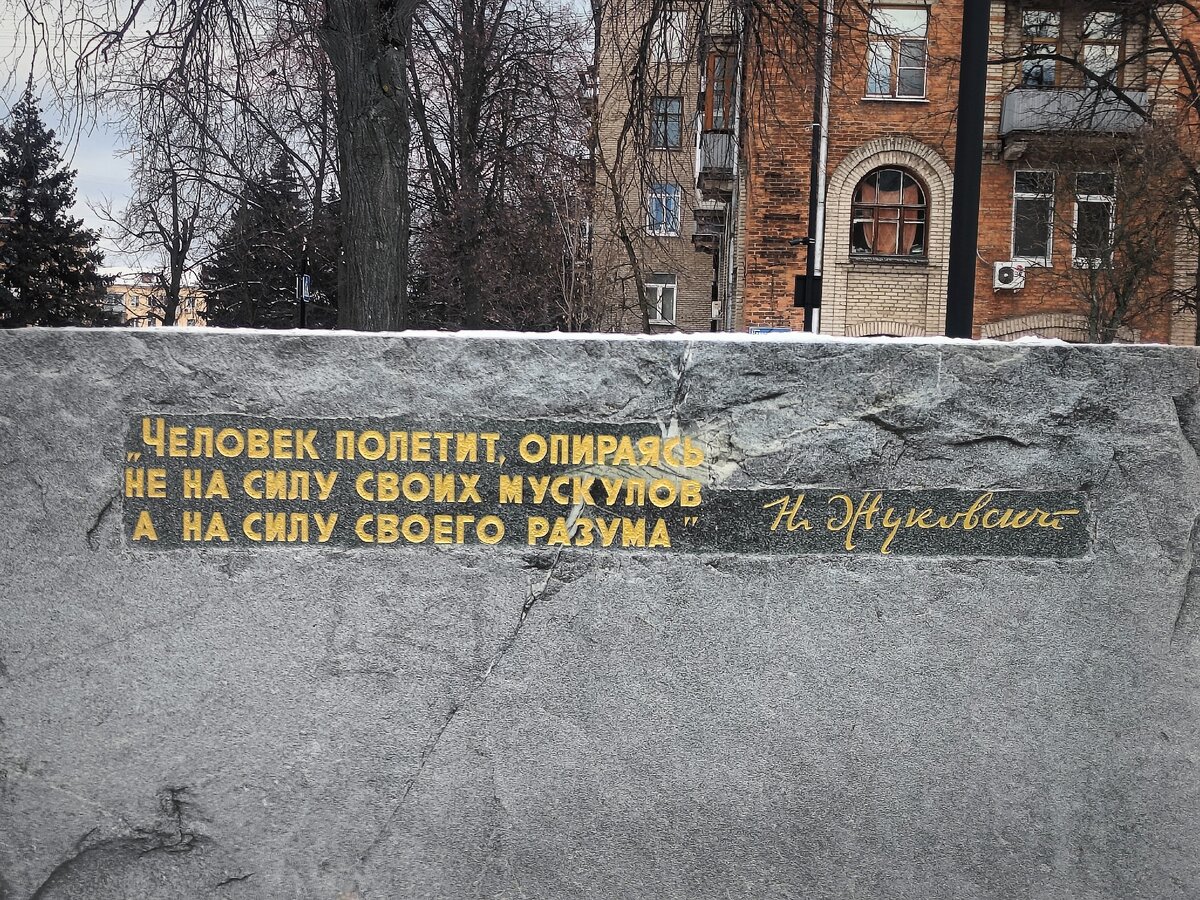 „Человек полетит, опираясь
не на силу своих мускулов
а на силу своего разума"
Н. Жуковский